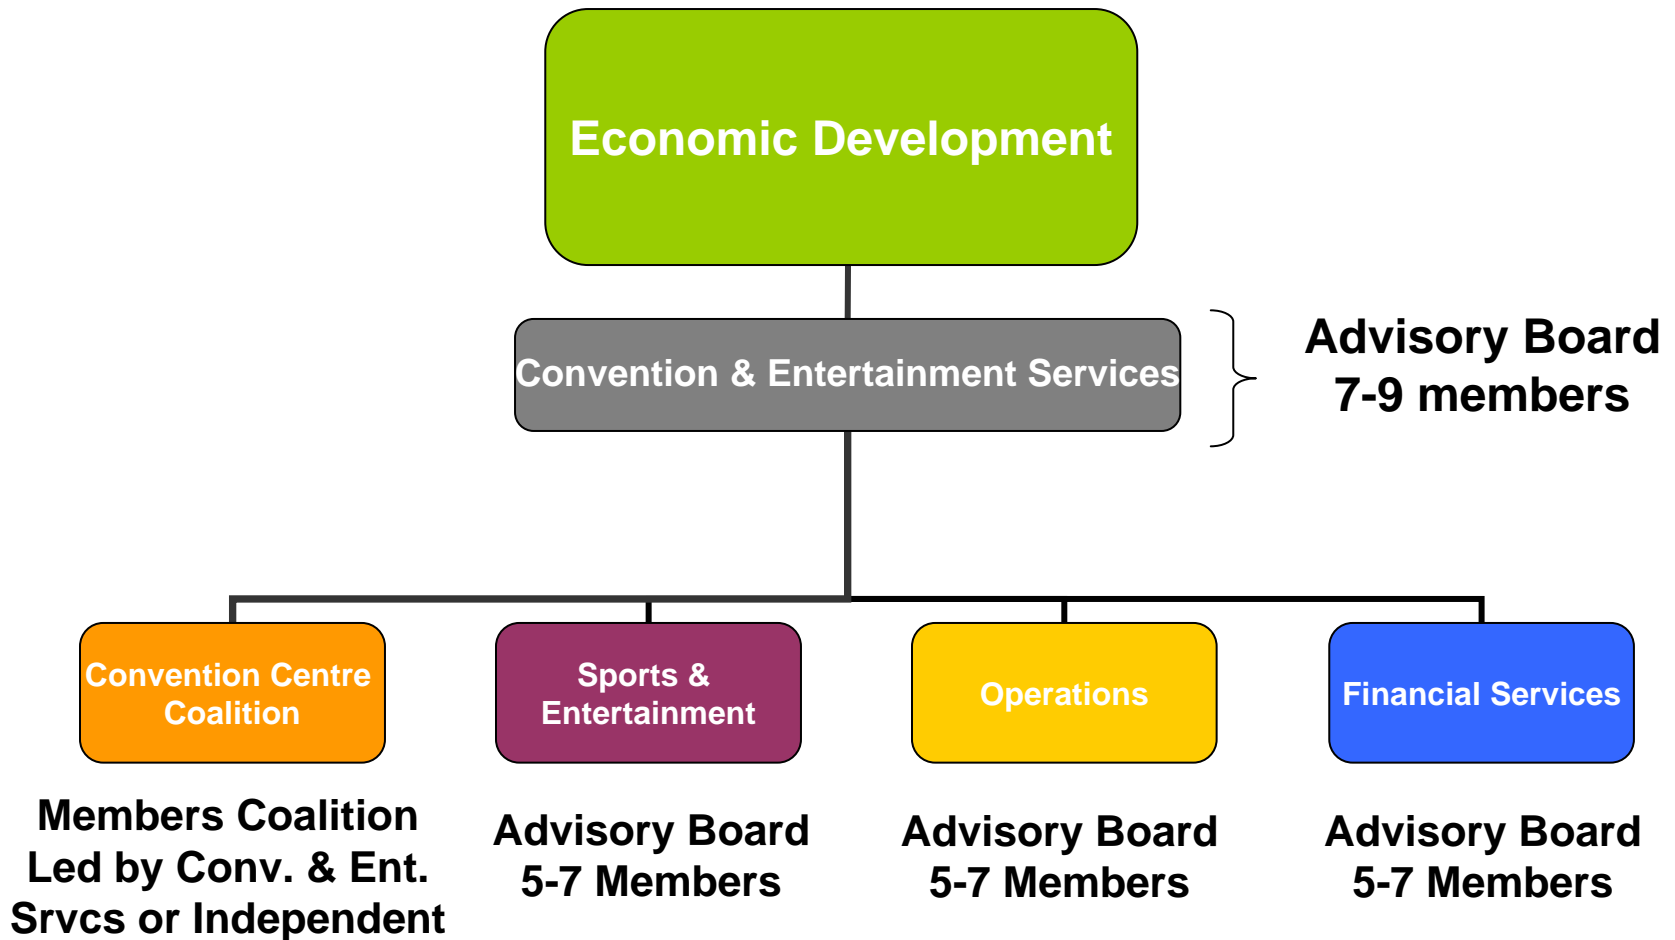 Economic Development
Convention & Entertainment Services
Advisory Board
7-9 members
Convention Centre
Coalition
Sports &
Entertainment
Operations
Financial Services
Members Coalition
Led by Conv. & Ent.
Srvcs or Independent
Advisory Board
5-7 Members
Advisory Board
5-7 Members
Advisory Board
5-7 Members